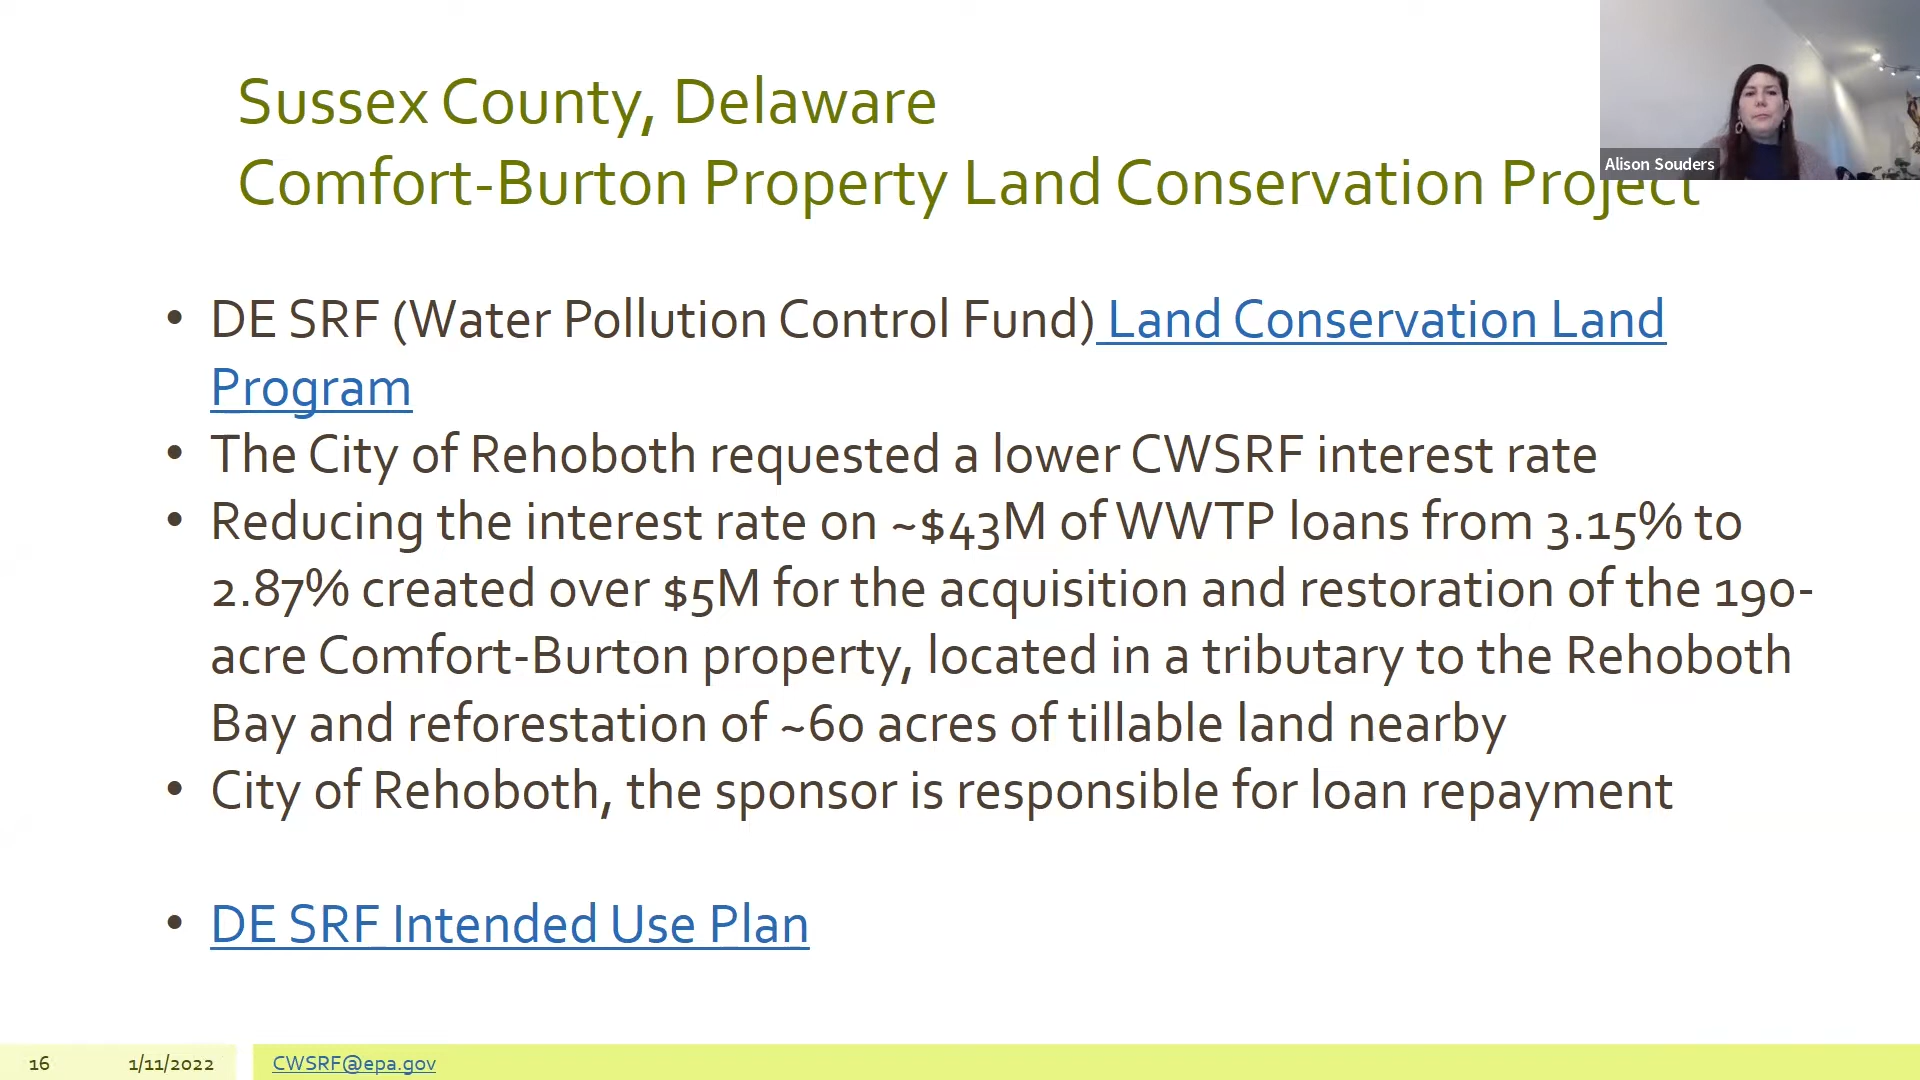 Sussex County, Delaware
Comfort-Burton Property Land Conservation Project
Alison Souders
• DE SRF (Water Pollution Control Fund) Land Conservation Land
Program
• The City of Rehoboth requested a lower CWSRF interest rate
• Reducing the interest rate on ~$43M of WWTP loans from 3.15% to
2.87% created over $5M for the acquisition and restoration of the 190-
acre Comfort-Burton property, located in a tributary to the Rehoboth
Bay and reforestation of ~60 acres of tillable land nearby
• City of Rehoboth, the sponsor is responsible for loan repayment
• DE SRF Intended Use Plan
16 1/11/2022 CWSRF@epa.gov